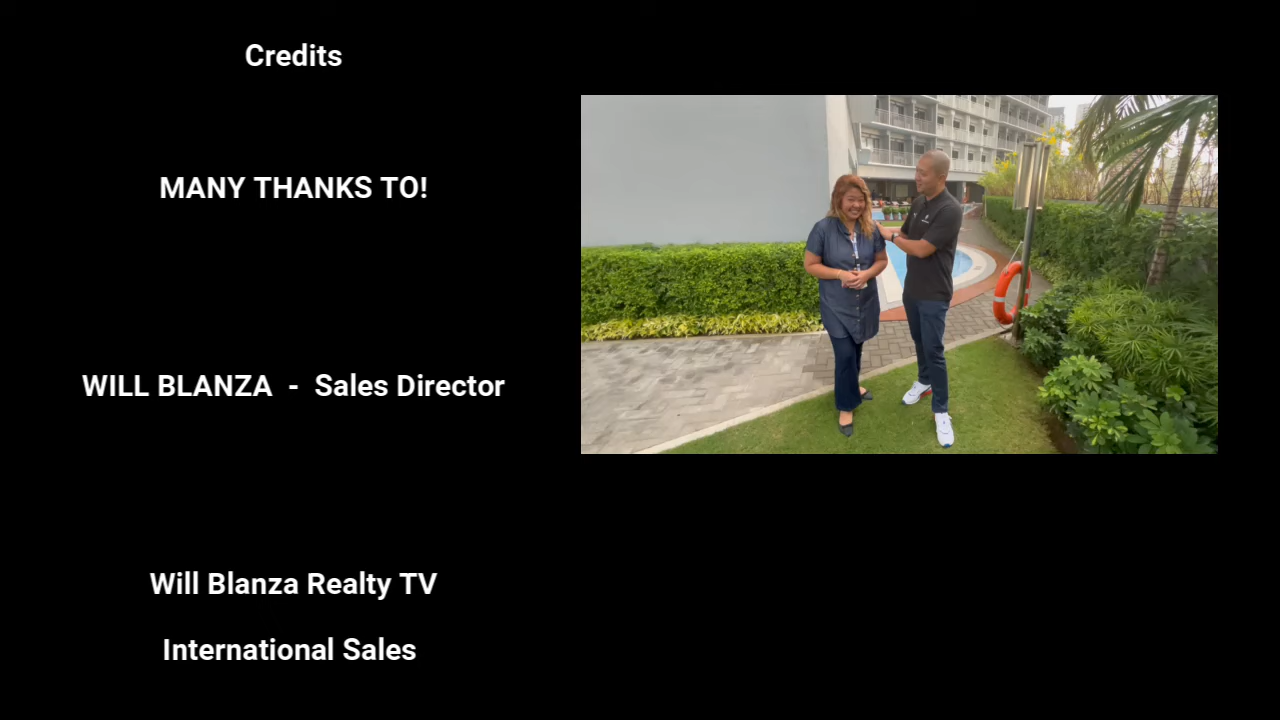 Credits
MANY THANKS TO!
WILL BLANZA - Sales Director
Will Blanza Realty TV
International Sales